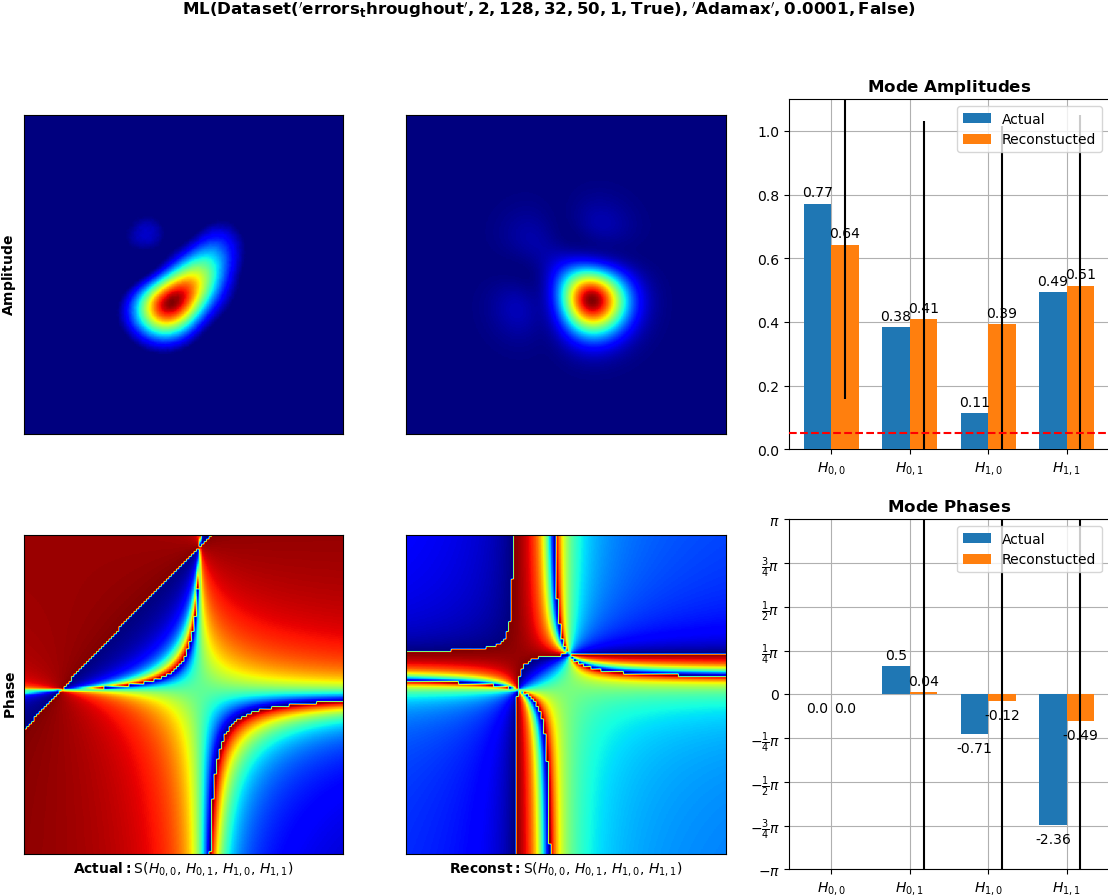 ML(Dataset('errors_throughout', 2, 128, 32, 50, 1, True), 'Adamax', 0.0001, False)
Amplitude
Mode Amplitudes
Actual
Reconstucted
1.0
0.8
0.6
0.4
0.2
0.0
0.77
0.64
0.38
0.41
0.11
0.39
0.49
0.51
H0,0
H0,1
H1,0
H1,1
Phase
Actual: S(H0,0, H0,1, H1,0, H1,1)
Reconst: S(H0,0, H0,1, H1,0, H1,1)
Mode Phases
Actual
Reconstucted
π
3/4π
1/2π
1/4π
0
−1/4π
−1/2π
−3/4π
−π
0.0
0.0
0.5
0.04
-0.71
-0.12
-2.36
-0.49
H0,0
H0,1
H1,0
H1,1